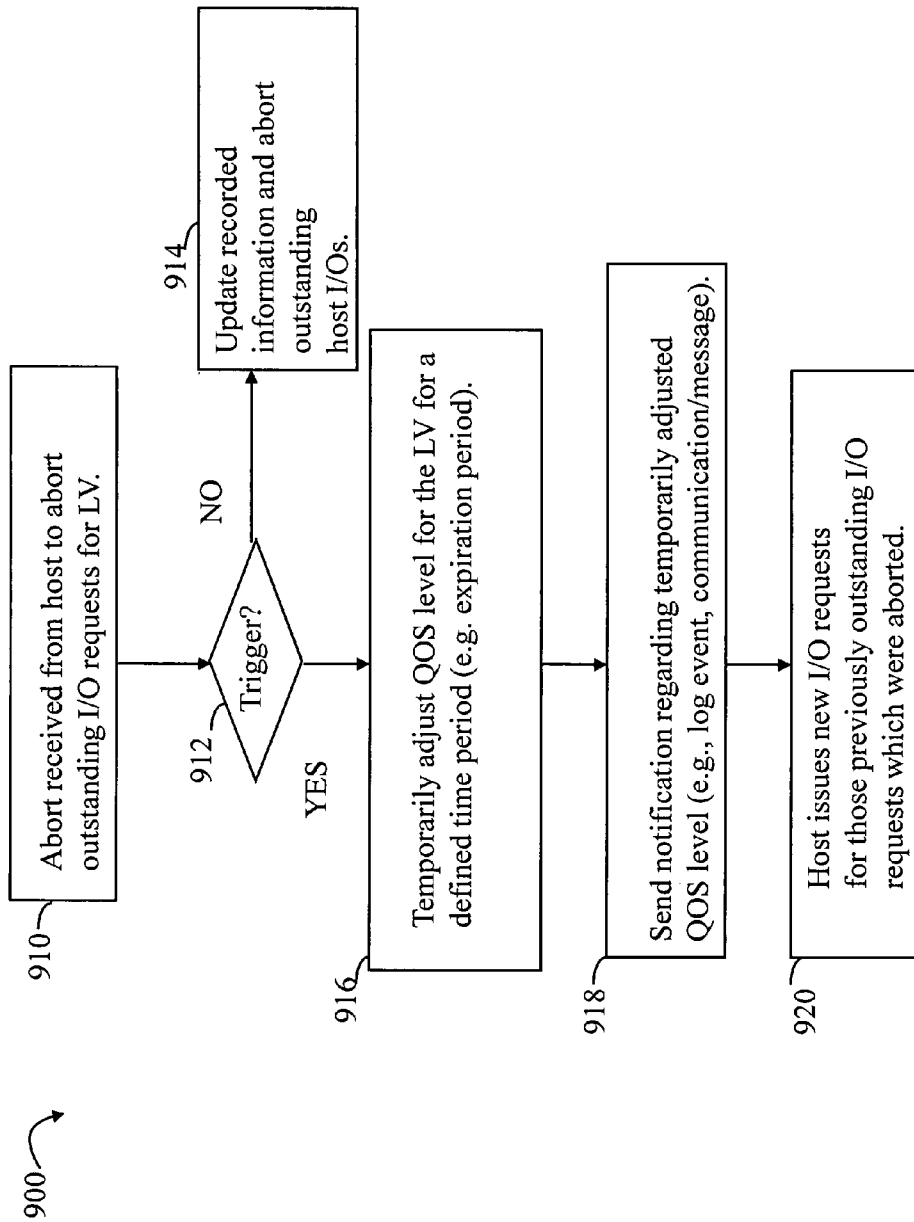 900
910
Abort received from host to abort
outstanding I/O requests for LV.
912
Trigger?
NO
914
Update recorded
information and abort
outstanding
host I/Os.
YES
916
Temporarily adjust QOS level for the LV for a
defined time period (e.g. expiration period).
918
Send notification regarding temporarily adjusted
QOS level (e.g., log event, communication/message).
920
Host issues new I/O requests
for those previously outstanding I/O
requests which were aborted.